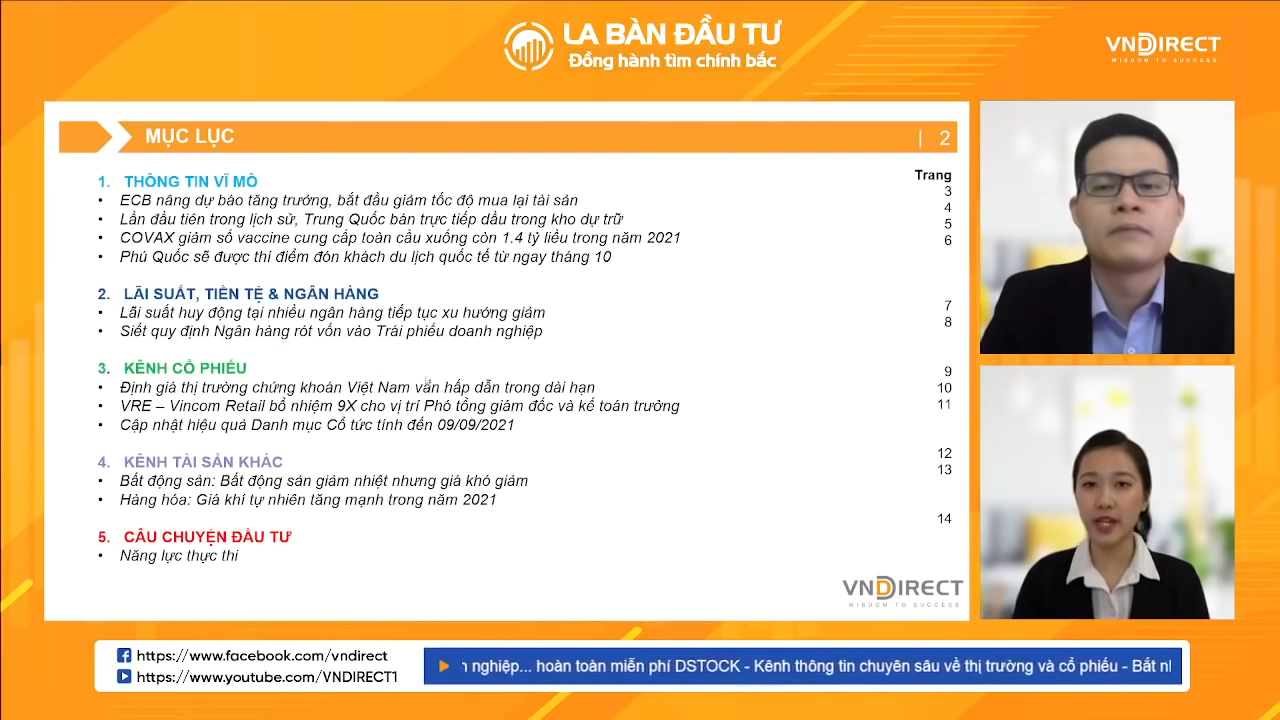 LA BÀN ĐẦU TƯ
Đồng hành tìm chính bắc
VNDIRECT
WISDOM TO SUCCESS
MỤC LỤC | 2
Trang
1. THÔNG TIN VĨ MÔ
• ECB nâng dự báo tăng trưởng, bắt đầu giảm tốc độ mua lại tài sản 3
• Lần đầu tiên trong lịch sử, Trung Quốc bán trực tiếp dầu trong kho dự trữ 4
• COVAX giảm số vaccine cung cấp toàn cầu xuống còn 1.4 tỷ liều trong năm 2021 5
• Phú Quốc sẽ được thí điểm đón khách du lịch quốc tế từ ngay tháng 10 6
2. LÃI SUẤT, TIỀN TỆ & NGÂN HÀNG
• Lãi suất huy động tại nhiều ngân hàng tiếp tục xu hướng giảm 7
• Siết quy định Ngân hàng rót vốn vào Trái phiếu doanh nghiệp 8
3. KÊNH CỔ PHIẾU
• Định giá thị trường chứng khoán Việt Nam vẫn hấp dẫn trong dài hạn 9
• VRE – Vincom Retail bổ nhiệm 9X cho vị trí Phó tổng giám đốc và kế toán trưởng 10
• Cập nhật hiệu quả Danh mục Cổ tức tính đến 09/09/2021 11
4. KÊNH TÀI SẢN KHÁC
• Bất động sản: Bất động sản giảm nhiệt nhưng giá khó giảm 12
• Hàng hóa: Giá khí tự nhiên tăng mạnh trong năm 2021 13
5. CÂU CHUYỆN ĐẦU TƯ
• Năng lực thực thi 14
VNDIRECT
WISDOM TO SUCCESS
https://www.facebook.com/vndirect
https://www.youtube.com/VNDIRECT1
nghiệp... hoàn toàn miễn phí DSTOCK - Kênh thông tin chuyên sâu về thị trường và cổ phiếu - Bắt